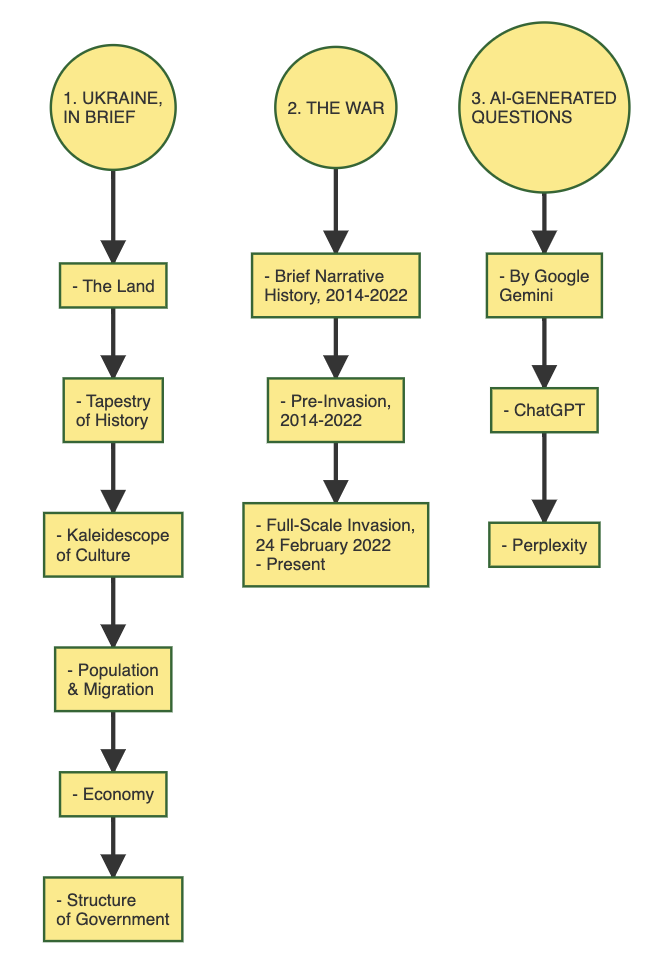 1. UKRAINE,
IN BRIEF
- The Land
- Tapestry
of History
- Kaleidescope
of Culture
- Population
& Migration
- Economy
- Structure
of Government
2. THE WAR
- Brief Narrative
History, 2014-2022
- Pre-Invasion,
2014-2022
- Full-Scale Invasion,
24 February 2022
- Present
3. AI-GENERATED
QUESTIONS
- By Google
Gemini
- ChatGPT
- Perplexity